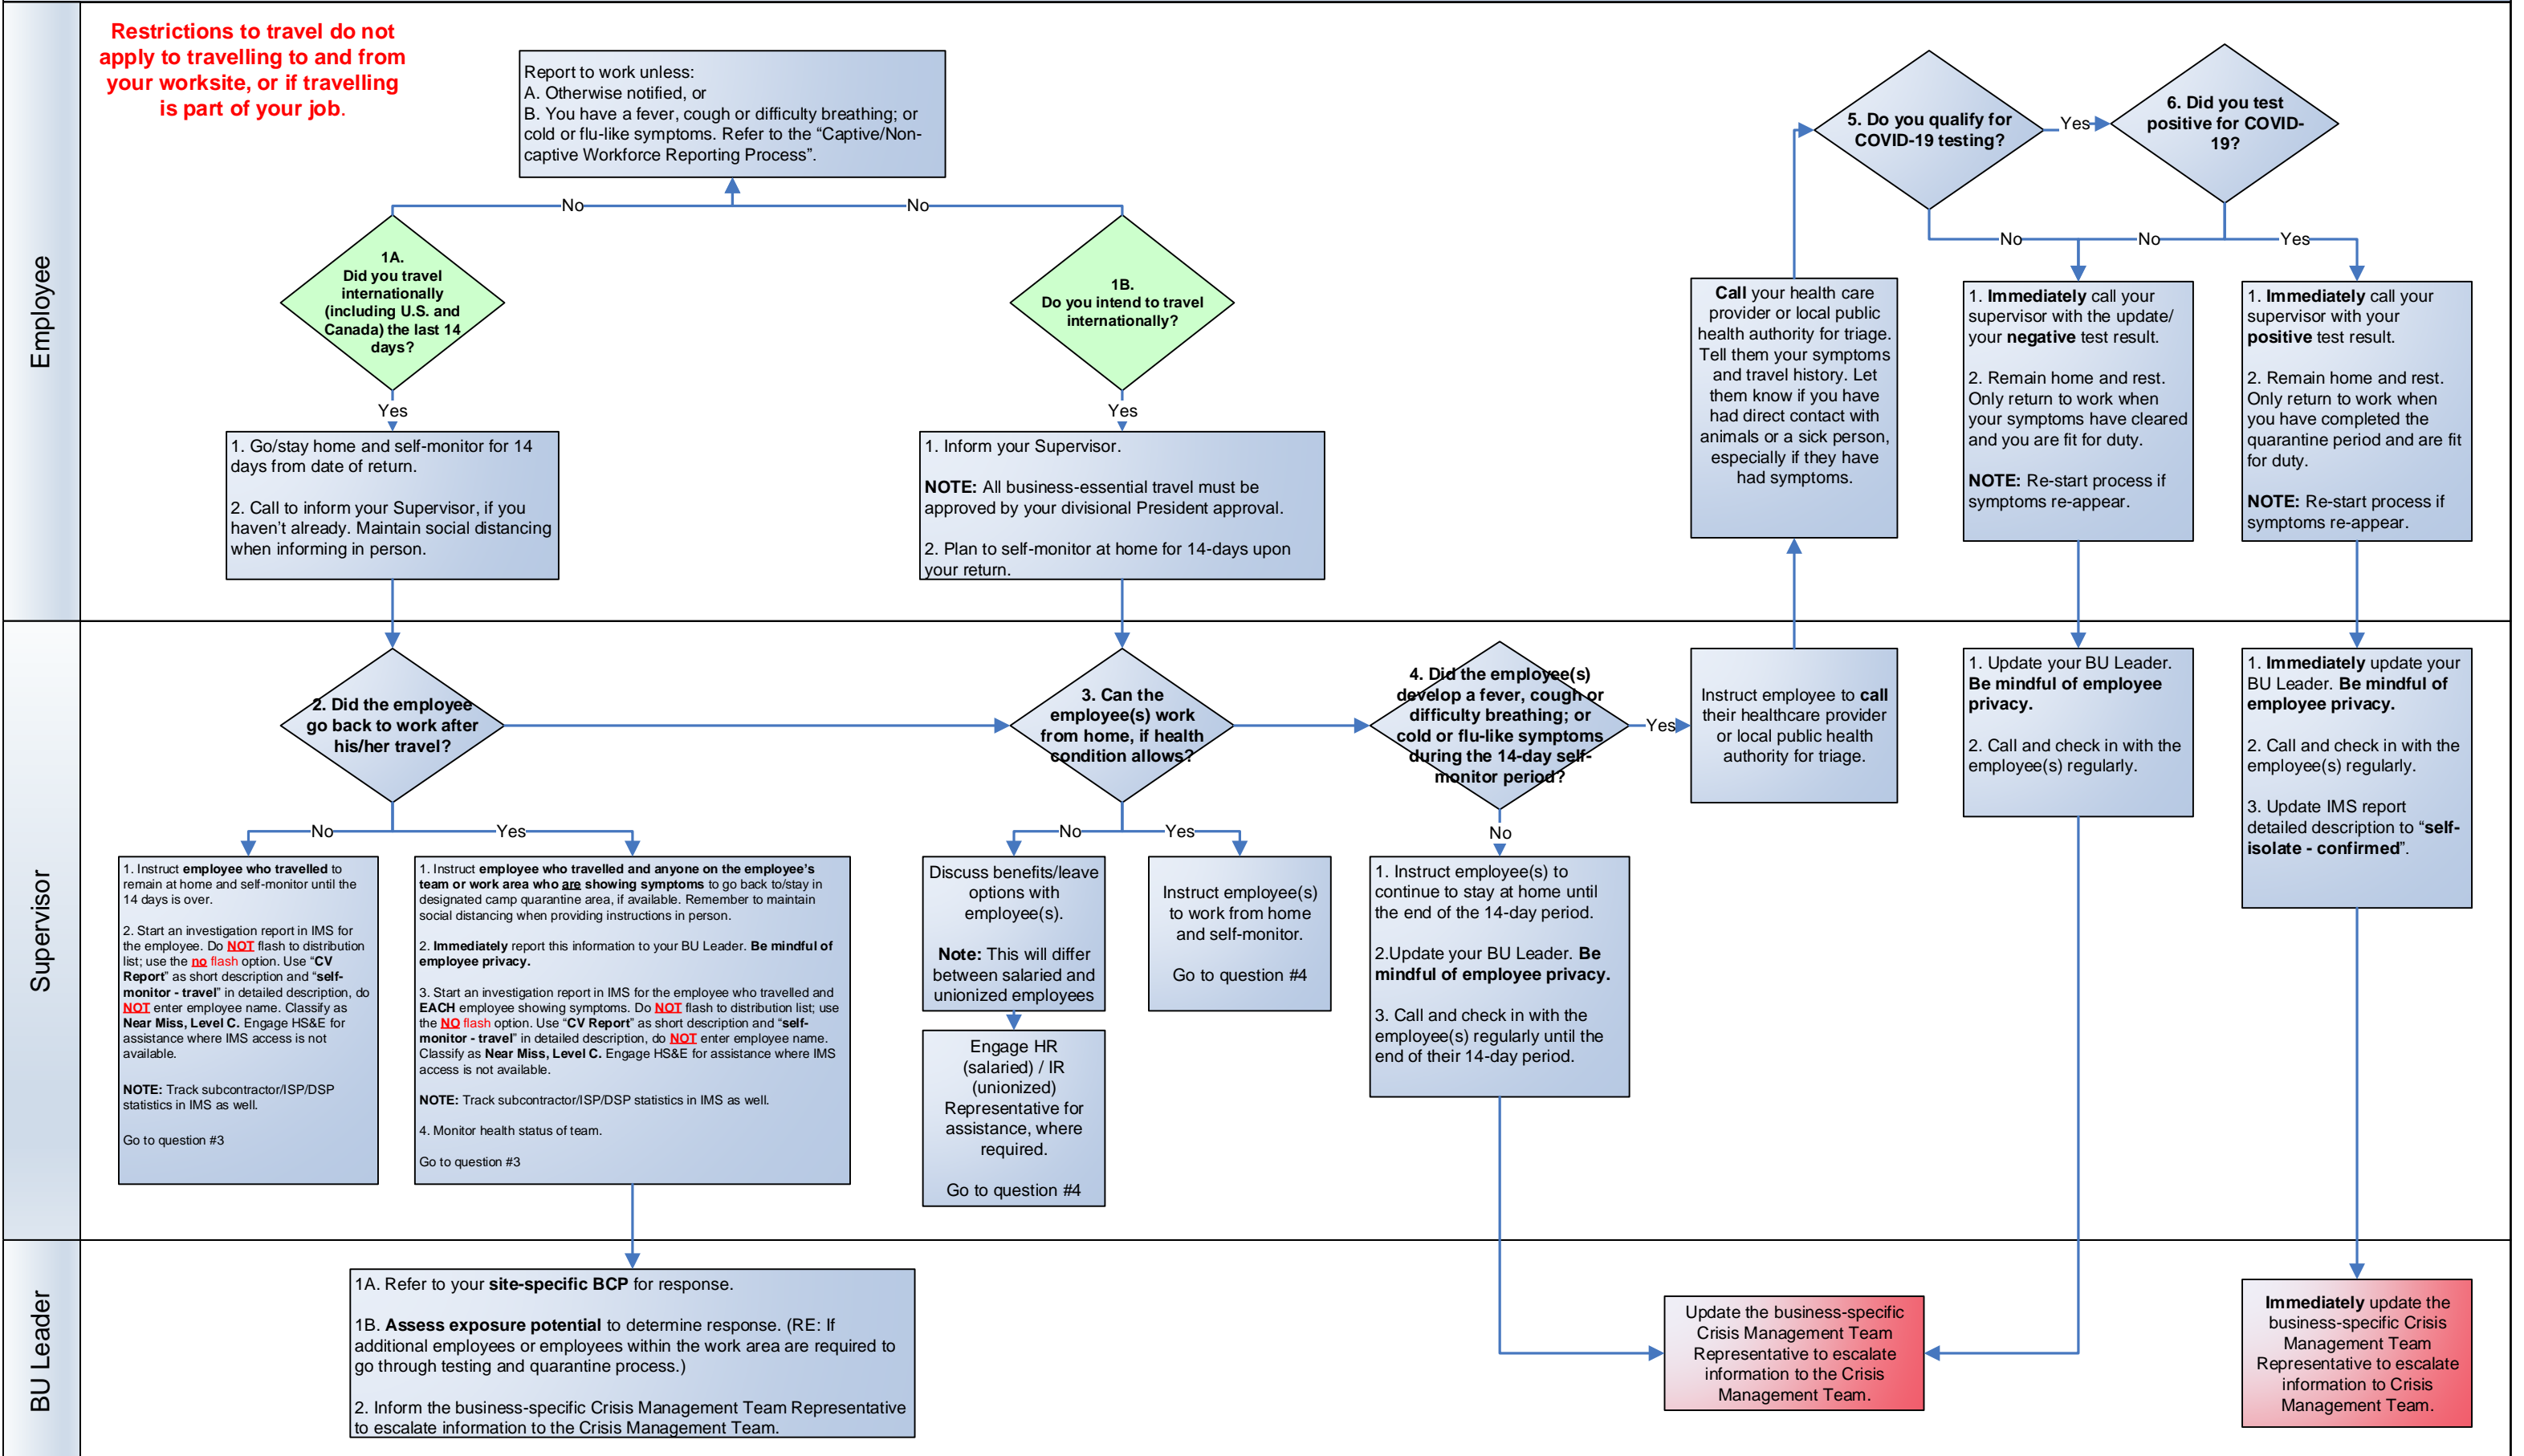 Employee
Restrictions to travel do not
apply to travelling to and from
your worksite, or if travelling
is part of your job.
Report to work unless:
A. Otherwise notified, or
B. You have a fever, cough or difficulty breathing; or
cold or flu-like symptoms. Refer to the “Captive/Non-
captive Workforce Reporting Process”.
No
No
1A.
Did you travel
internationally
(including U.S. and
Canada) the last 14
days?
Yes
1. Go/stay home and self-monitor for 14
days from date of return.
2. Call to inform your Supervisor, if you
haven’t already. Maintain social distancing
when informing in person.
1B.
Do you intend to travel
internationally?
Yes
1. Inform your Supervisor.
NOTE: All business-essential travel must be
approved by your divisional President approval.
2. Plan to self-monitor at home for 14-days upon
your return.
Call your health care
provider or local public
health authority for triage.
Tell them your symptoms
and travel history. Let
them know if you have
had direct contact with
animals or a sick person,
especially if they have
had symptoms.
5. Do you qualify for
COVID-19 testing?
Yes
6. Did you test
positive for COVID-
19?
No
No
Yes
1. Immediately call your
supervisor with the update/
your negative test result.
2. Remain home and rest.
Only return to work when
your symptoms have cleared
and you are fit for duty.
NOTE: Re-start process if
symptoms re-appear.
1. Immediately call your
supervisor with your
positive test result.
2. Remain home and rest.
Only return to work when
you have completed the
quarantine period and are fit
for duty.
NOTE: Re-start process if
symptoms re-appear.
Supervisor
2. Did the employee
go back to work after
his/her travel?
No
Yes
1. Instruct employee who travelled to
remain at home and self-monitor until the
14 days is over.
2. Start an investigation report in IMS for
the employee. Do NOT flash to distribution
list; use the no flash option. Use “CV
Report” as short description and “self-
monitor - travel” in detailed description, do
NOT enter employee name. Classify as
Near Miss, Level C. Engage HS&E for
assistance where IMS access is not
available.
NOTE: Track subcontractor/ISP/DSP
statistics in IMS as well.
Go to question #3
1. Instruct employee who travelled and anyone on the employee’s
team or work area who are showing symptoms to go back to/stay in
designated camp quarantine area, if available. Remember to maintain
social distancing when providing instructions in person.
2. Immediately report this information to your BU Leader. Be mindful of
employee privacy.
3. Start an investigation report in IMS for the employee who travelled and
EACH employee showing symptoms. Do NOT flash to distribution list; use
the NO flash option. Use “CV Report” as short description and “self-
monitor - travel” in detailed description, do NOT enter employee name.
Classify as Near Miss, Level C. Engage HS&E for assistance where IMS
access is not available.
NOTE: Track subcontractor/ISP/DSP statistics in IMS as well.
4. Monitor health status of team.
Go to question #3
3. Can the
employee(s) work
from home, if health
condition allows?
No
Yes
Discuss benefits/leave
options with
employee(s).
Note: This will differ
between salaried and
unionized employees
Engage HR
(salaried) / IR
(unionized)
Representative for
assistance, where
required.
Go to question #4
Instruct employee(s)
to work from home
and self-monitor.
Go to question #4
4. Did the employee(s)
develop a fever, cough or
difficulty breathing; or
cold or flu-like symptoms
during the 14-day self-
monitor period?
Yes
No
1. Instruct employee(s) to
continue to stay at home until
the end of the 14-day period.
2.Update your BU Leader. Be
mindful of employee privacy.
3. Call and check in with the
employee(s) regularly until the
end of their 14-day period.
Instruct employee to call
their healthcare provider
or local public health
authority for triage.
1. Update your BU Leader.
Be mindful of employee
privacy.
2. Call and check in with the
employee(s) regularly.
1. Immediately update your
BU Leader. Be mindful of
employee privacy.
2. Call and check in with the
employee(s) regularly.
3. Update IMS report
detailed description to “self-
isolate - confirmed”.
BU Leader
1A. Refer to your site-specific BCP for response.
1B. Assess exposure potential to determine response. (RE: If
additional employees or employees within the work area are required to
go through testing and quarantine process.)
2. Inform the business-specific Crisis Management Team Representative
to escalate information to the Crisis Management Team.
Update the business-specific
Crisis Management Team
Representative to escalate
information to the Crisis
Management Team.
Immediately update the
business-specific Crisis
Management Team
Representative to escalate
information to Crisis
Management Team.